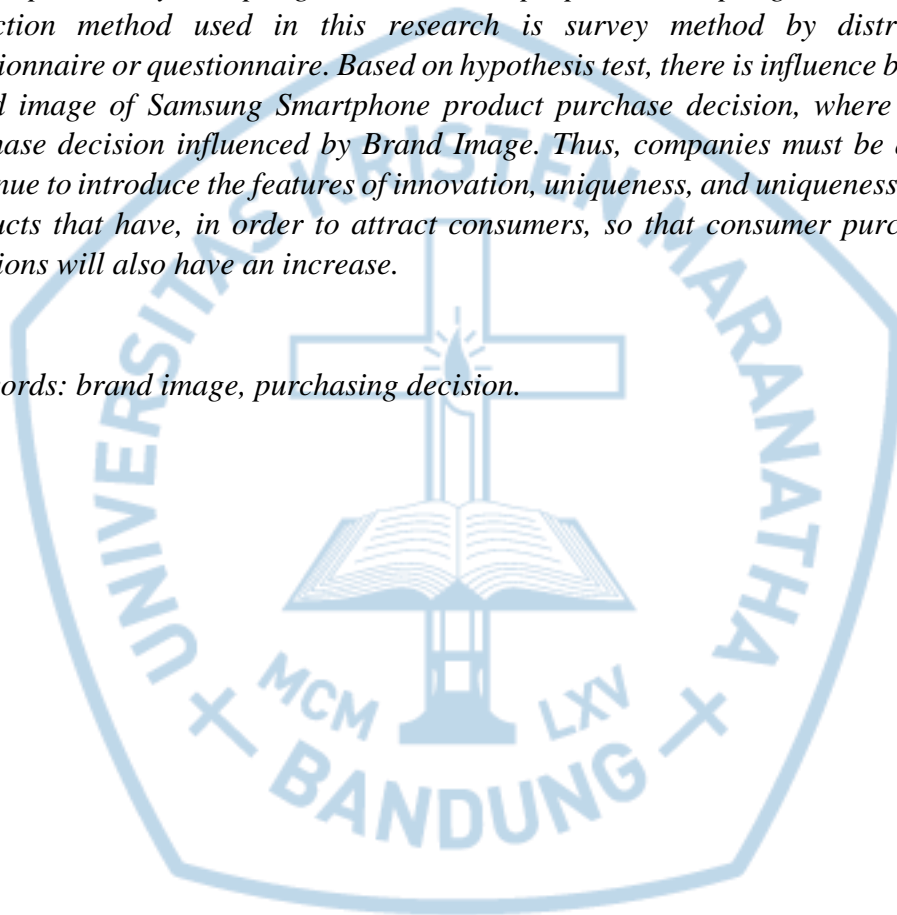 ction method used in this research is survey method by distr
ionnaire or questionnaire. Based on hypothesis test, there is influence b
d image of Samsung Smartphone product purchase decision, where
hase decision influenced by Brand Image. Thus, companies must be
nue to introduce the features of innovation, uniqueness, and uniqueness
ucts that have, in order to attract consumers, so that consumer purc
ions will also have an increase.
ords: brand image, purchasing decision.
UNIVERSITAS KRISTEN MARANATHA
MCM LXV
BANDUNG